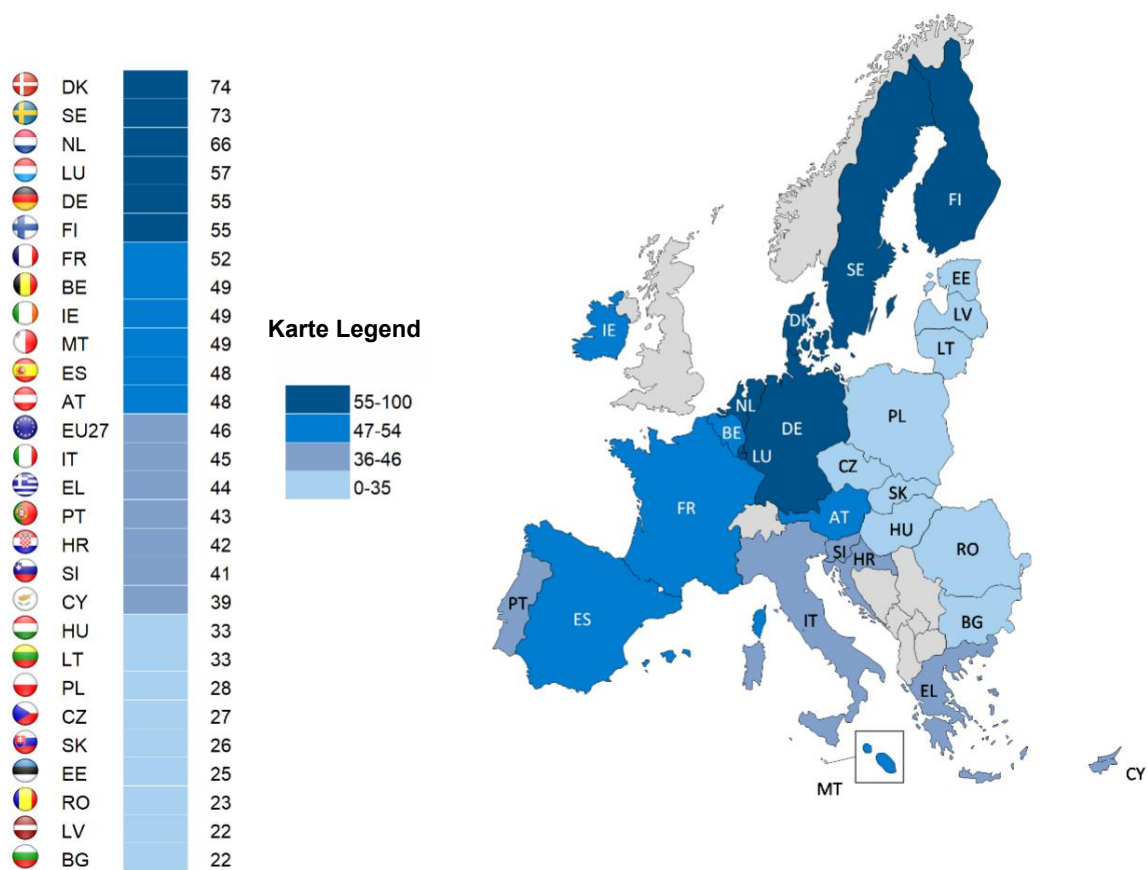 DK 74
SE 73
NL 66
LU 57
DE 55
FI 55
FR 52
BE 49
IE 49
MT 49
ES 48
AT 48
EU27 46
IT 45
EL 44
PT 43
HR 42
SI 41
CY 39
HU 33
LT 33
PL 28
CZ 27
SK 26
EE 25
RO 23
LV 22
BG 22
Karte Legend
55-100
47-54
36-46
0-35
FI
SE
EE
LV
LT
DK
IE
NL
PL
BE
DE
LU
CZ
SK
FR
AT
HU
RO
SI
HR
PT
ES
IT
BG
EL
MT
CY